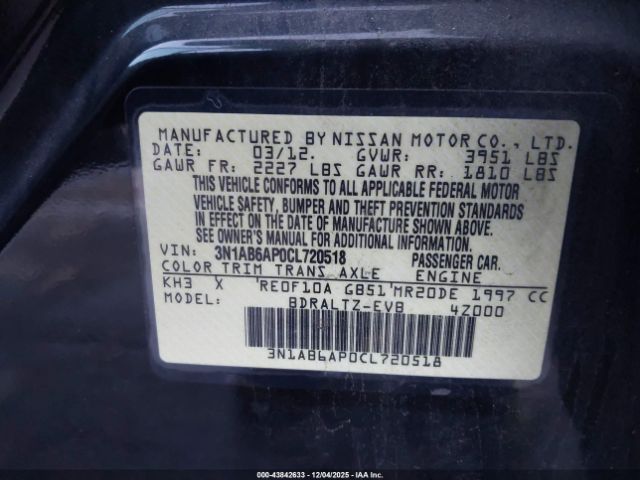 MANUFACTURED BY NISSAN MOTOR CO., LTD.
DATE: 03/12. GVWR: 3951 LBS
GAWR FR: 2227 LBS GAWR RR: 1810 LBS
THIS VEHICLE CONFORMS TO ALL APPLICABLE FEDERAL MOTOR
VEHICLE SAFETY, BUMPER AND THEFT PREVENTION STANDARDS
IN EFFECT ON THE DATE OF MANUFACTURE SHOWN ABOVE.
SEE OWNER'S MANUAL FOR ADDITIONAL INFORMATION.
VIN: 3N1AB6AP0CL720518 PASSENGER CAR.
COLOR TRIM TRANS AXLE ENGINE
KH3 X RE0F10A GB51 MR20DE 1997 CC
MODEL: BDRALTZ-EVB 4Z000
3N1AB6AP0CL720518
000-43842633 - 12/04/2025 - IAAI.COM